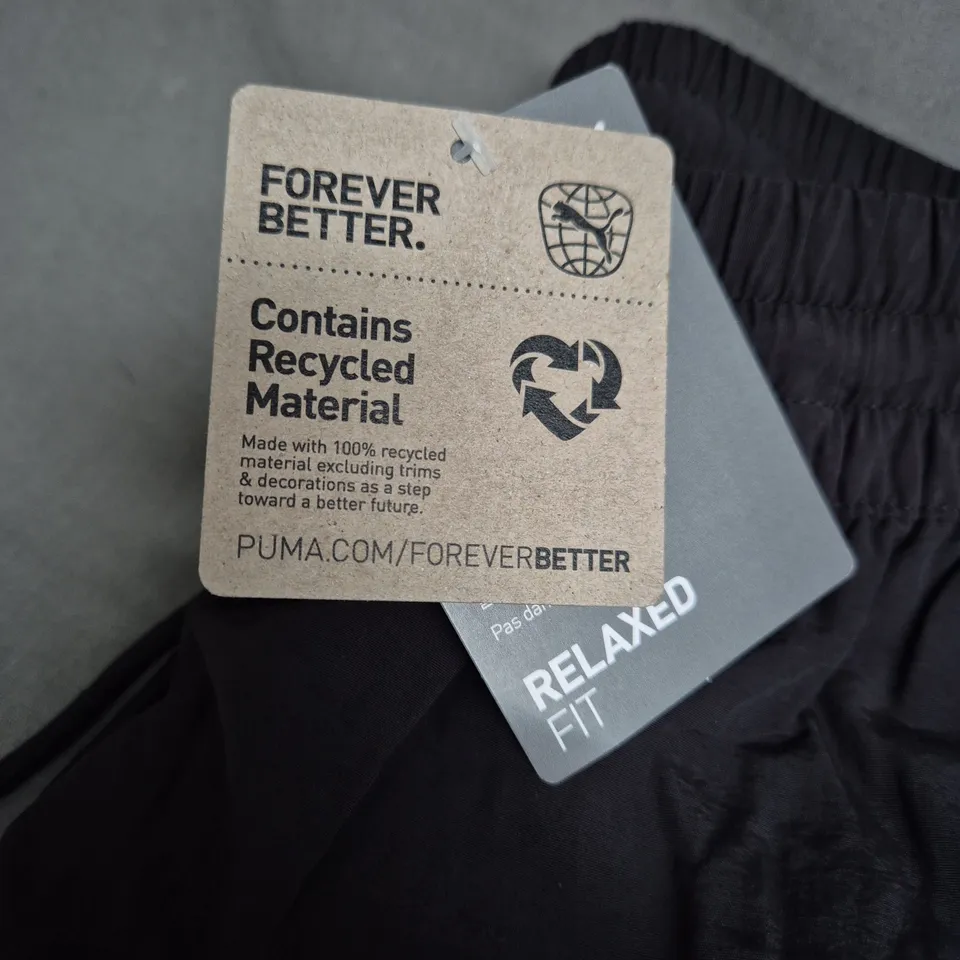 FOREVER
BETTER.
Contains
Recycled
Material
Made with 100% recycled
material excluding trims
& decorations as a step
toward a better future.
PUMA.COM/FOREVERBETTER
Pas
RELAXED
FIT